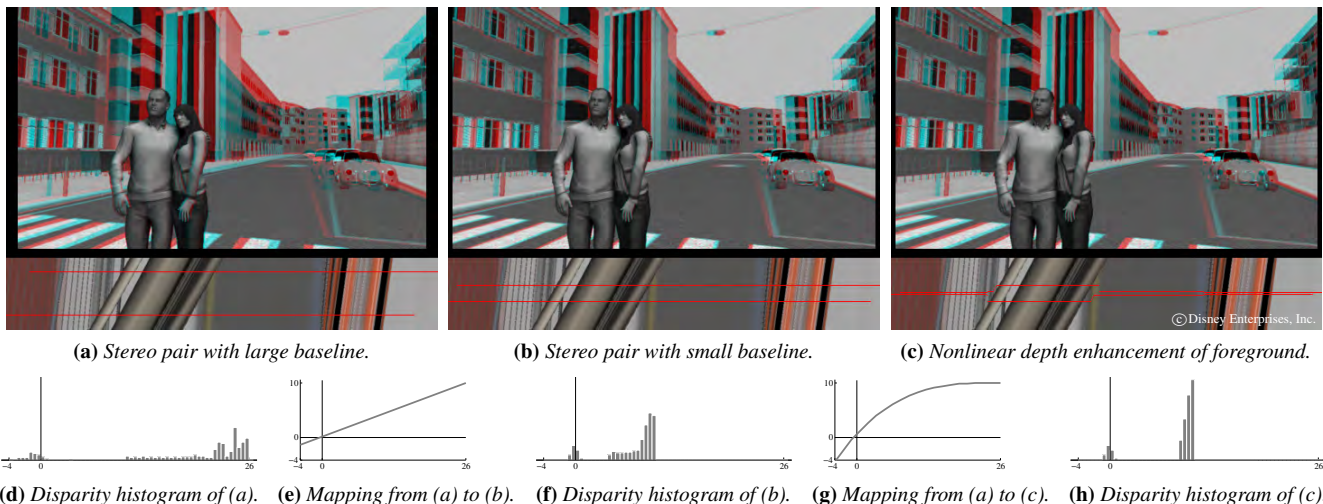 ©Disney Enterprises, Inc.
(a) Stereo pair with large baseline.
(b) Stereo pair with small baseline.
(c) Nonlinear depth enhancement of foreground.
−4 0 26
10 0 −4 26
−4 0 26
10 0 −4 0 26
−4 0 26
(d) Disparity histogram of (a).
(e) Mapping from (a) to (b).
(f) Disparity histogram of (b).
(g) Mapping from (a) to (c).
(h) Disparity histogram of (c)